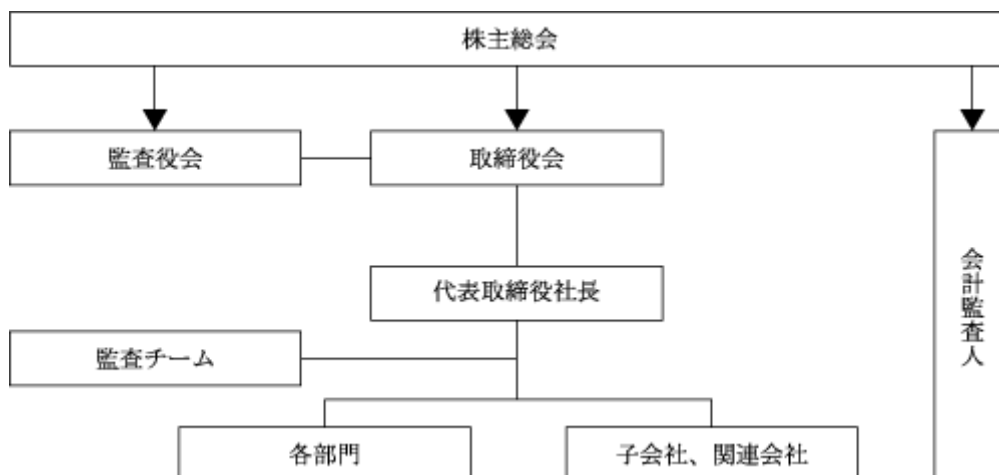 株主総会
監査役会
取締役会
会計監査人
代表取締役社長
監査チーム
各部門
子会社、関連会社